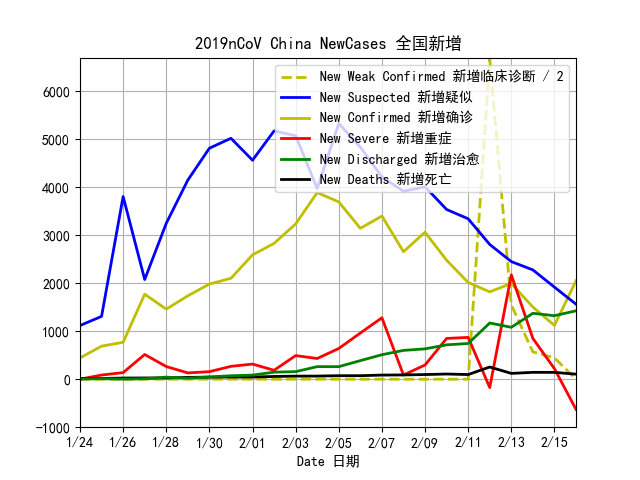 2019nCoV China NewCases 全国新增
New Weak Confirmed 新增临床诊断 / 2
New Suspected 新增疑似
New Confirmed 新增确诊
New Severe 新增重症
New Discharged 新增治愈
New Deaths 新增死亡
6000
5000
4000
3000
2000
1000
0
-1000
1/24 1/26 1/28 1/30 2/01 2/03 2/05 2/07 2/09 2/11 2/13 2/15
Date 日期